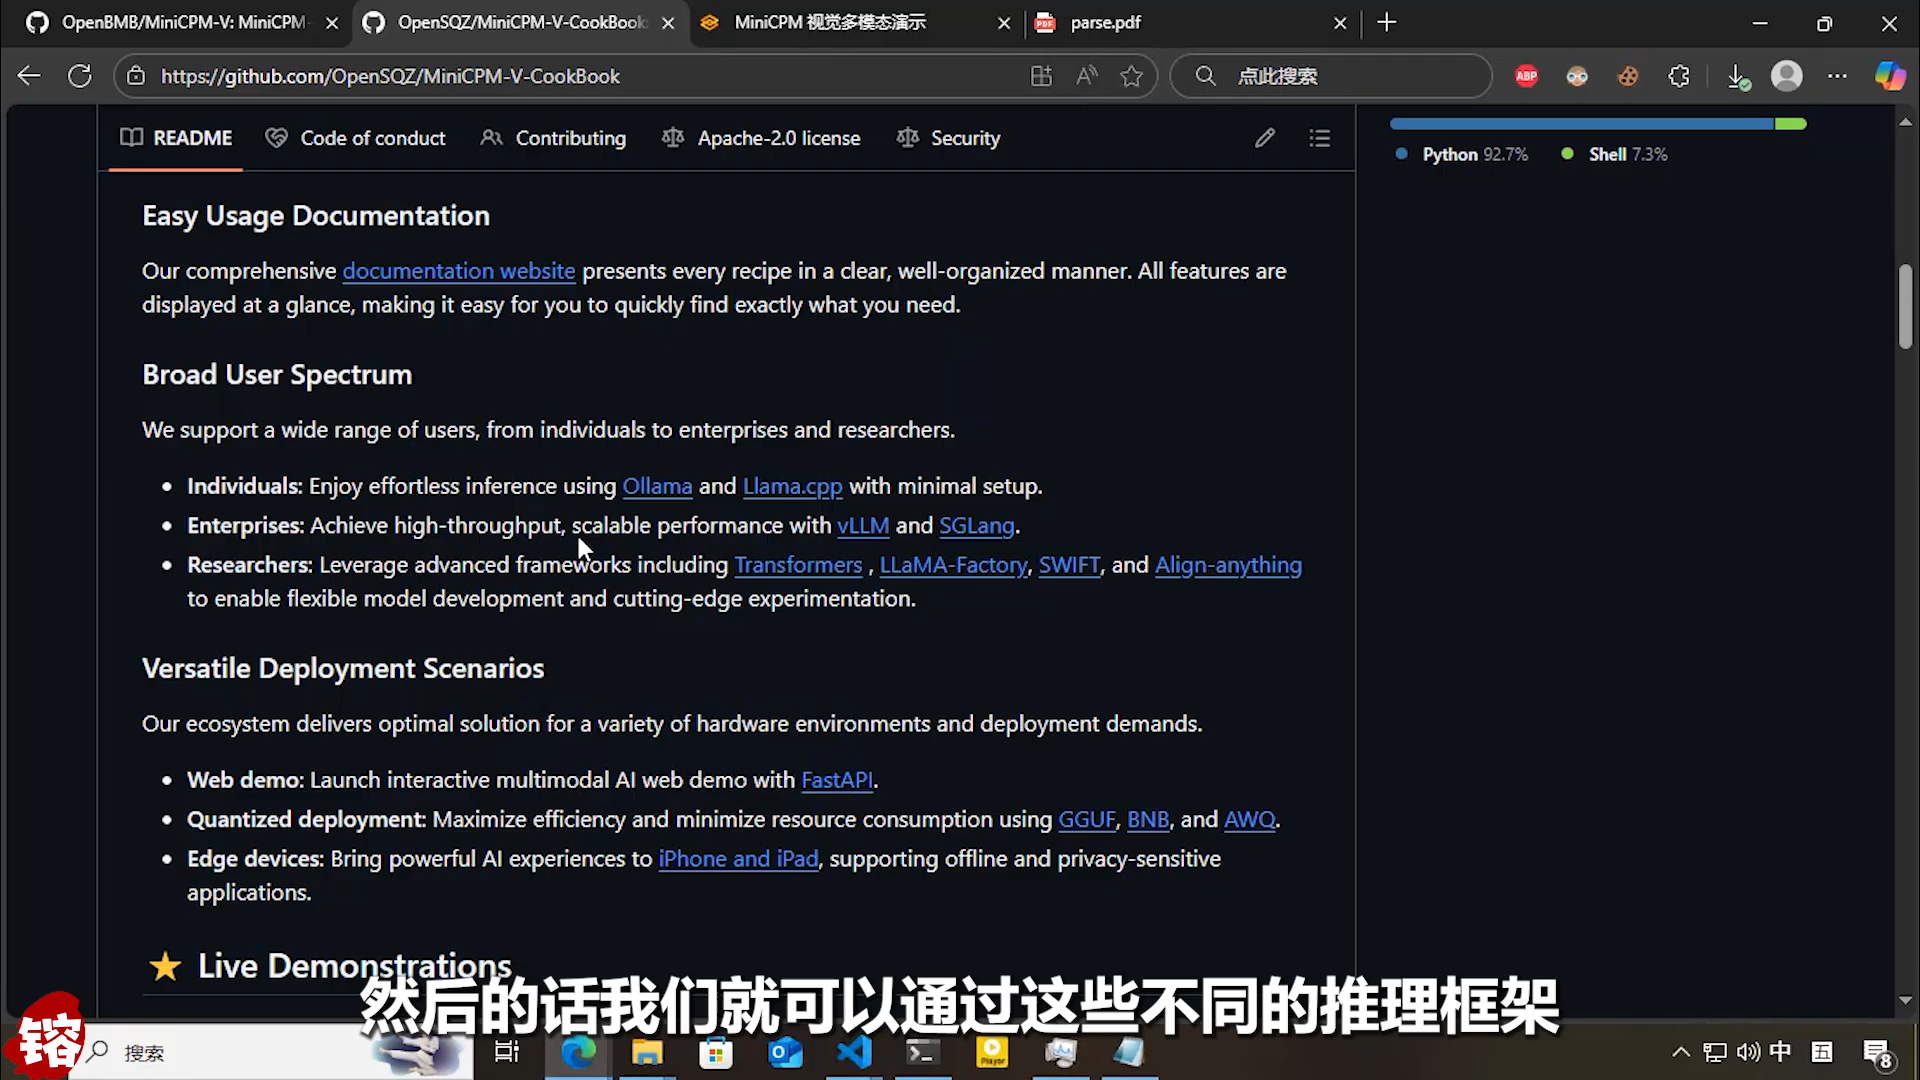 OpenBMB/MiniCPM-V: MiniCPM-
OpenSQZ/MiniCPM-V-CookBook
MiniCPM 视觉多模态演示
parse.pdf
https://github.com/OpenSQZ/MiniCPM-V-CookBook
点此搜索
ABP
README
Code of conduct
Contributing
Apache-2.0 license
Security
Python 92.7%
Shell 7.3%
Easy Usage Documentation
Our comprehensive documentation website presents every recipe in a clear, well-organized manner. All features are
displayed at a glance, making it easy for you to quickly find exactly what you need.
Broad User Spectrum
We support a wide range of users, from individuals to enterprises and researchers.
Individuals: Enjoy effortless inference using Ollama and Llama.cpp with minimal setup.
Enterprises: Achieve high-throughput, scalable performance with vLLM and SGLang.
Researchers: Leverage advanced frameworks including Transformers , LLaMA-Factory, SWIFT, and Align-anything
to enable flexible model development and cutting-edge experimentation.
Versatile Deployment Scenarios
Our ecosystem delivers optimal solution for a variety of hardware environments and deployment demands.
Web demo: Launch interactive multimodal AI web demo with FastAPI.
Quantized deployment: Maximize efficiency and minimize resource consumption using GGUF, BNB, and AWQ.
Edge devices: Bring powerful AI experiences to iPhone and iPad, supporting offline and privacy-sensitive
applications.
Live Demonstrations
然后的话我们就可以通过这些不同的推理框架
镕
搜索
Player
中
五
8